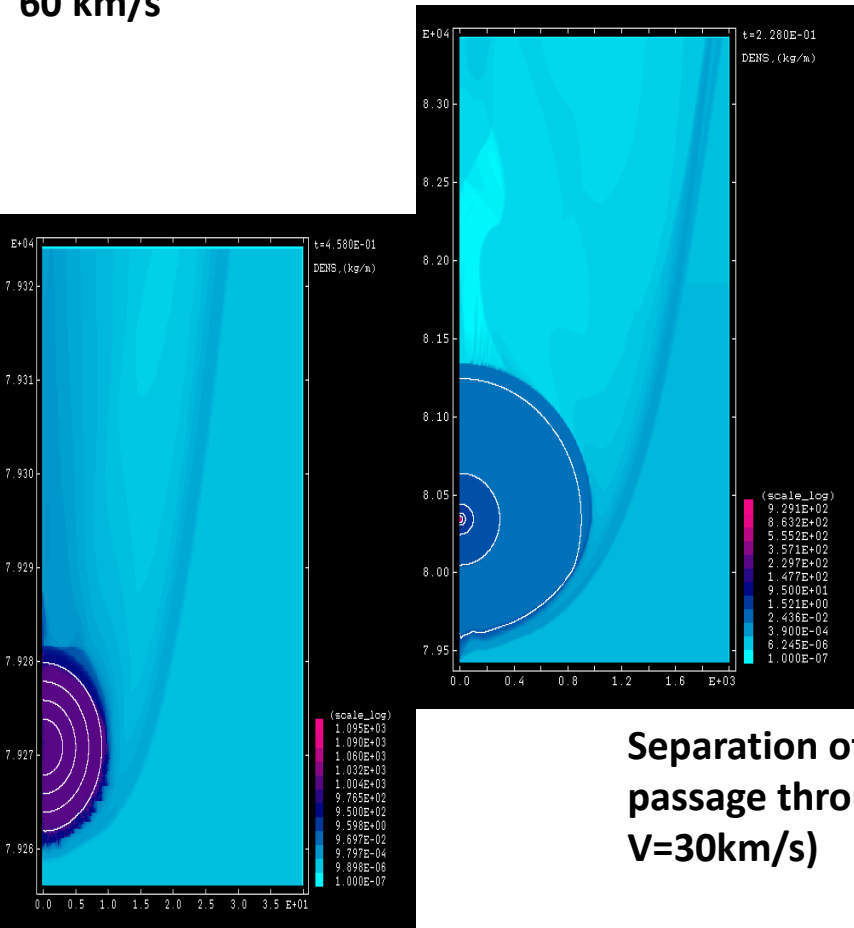 60 km/s
E+04
t=2.280E-01
DENS,(kg/m)
8.30
8.25
8.20
8.15
8.10
8.05
8.00
7.95
0.0 0.4 0.8 1.2 1.6 E+03
(scale_log)
9.291E+02
8.632E+02
5.552E+02
3.571E+02
2.297E+02
1.477E+02
9.500E+01
1.521E+00
2.436E-02
3.900E-04
6.245E-06
1.000E-07
E+04
t=4.580E-01
DENS,(kg/m)
7.932
7.931
7.930
7.929
7.928
7.927
7.926
0.0 0.5 1.0 1.5 2.0 2.5 3.0 3.5 E+01
(scale_log)
1.095E+03
1.090E+03
1.060E+03
1.032E+03
1.004E+03
9.765E+02
9.500E+02
9.598E+00
9.697E-02
9.797E-04
9.898E-06
1.000E-07
Separation of
passage thro
V=30km/s)